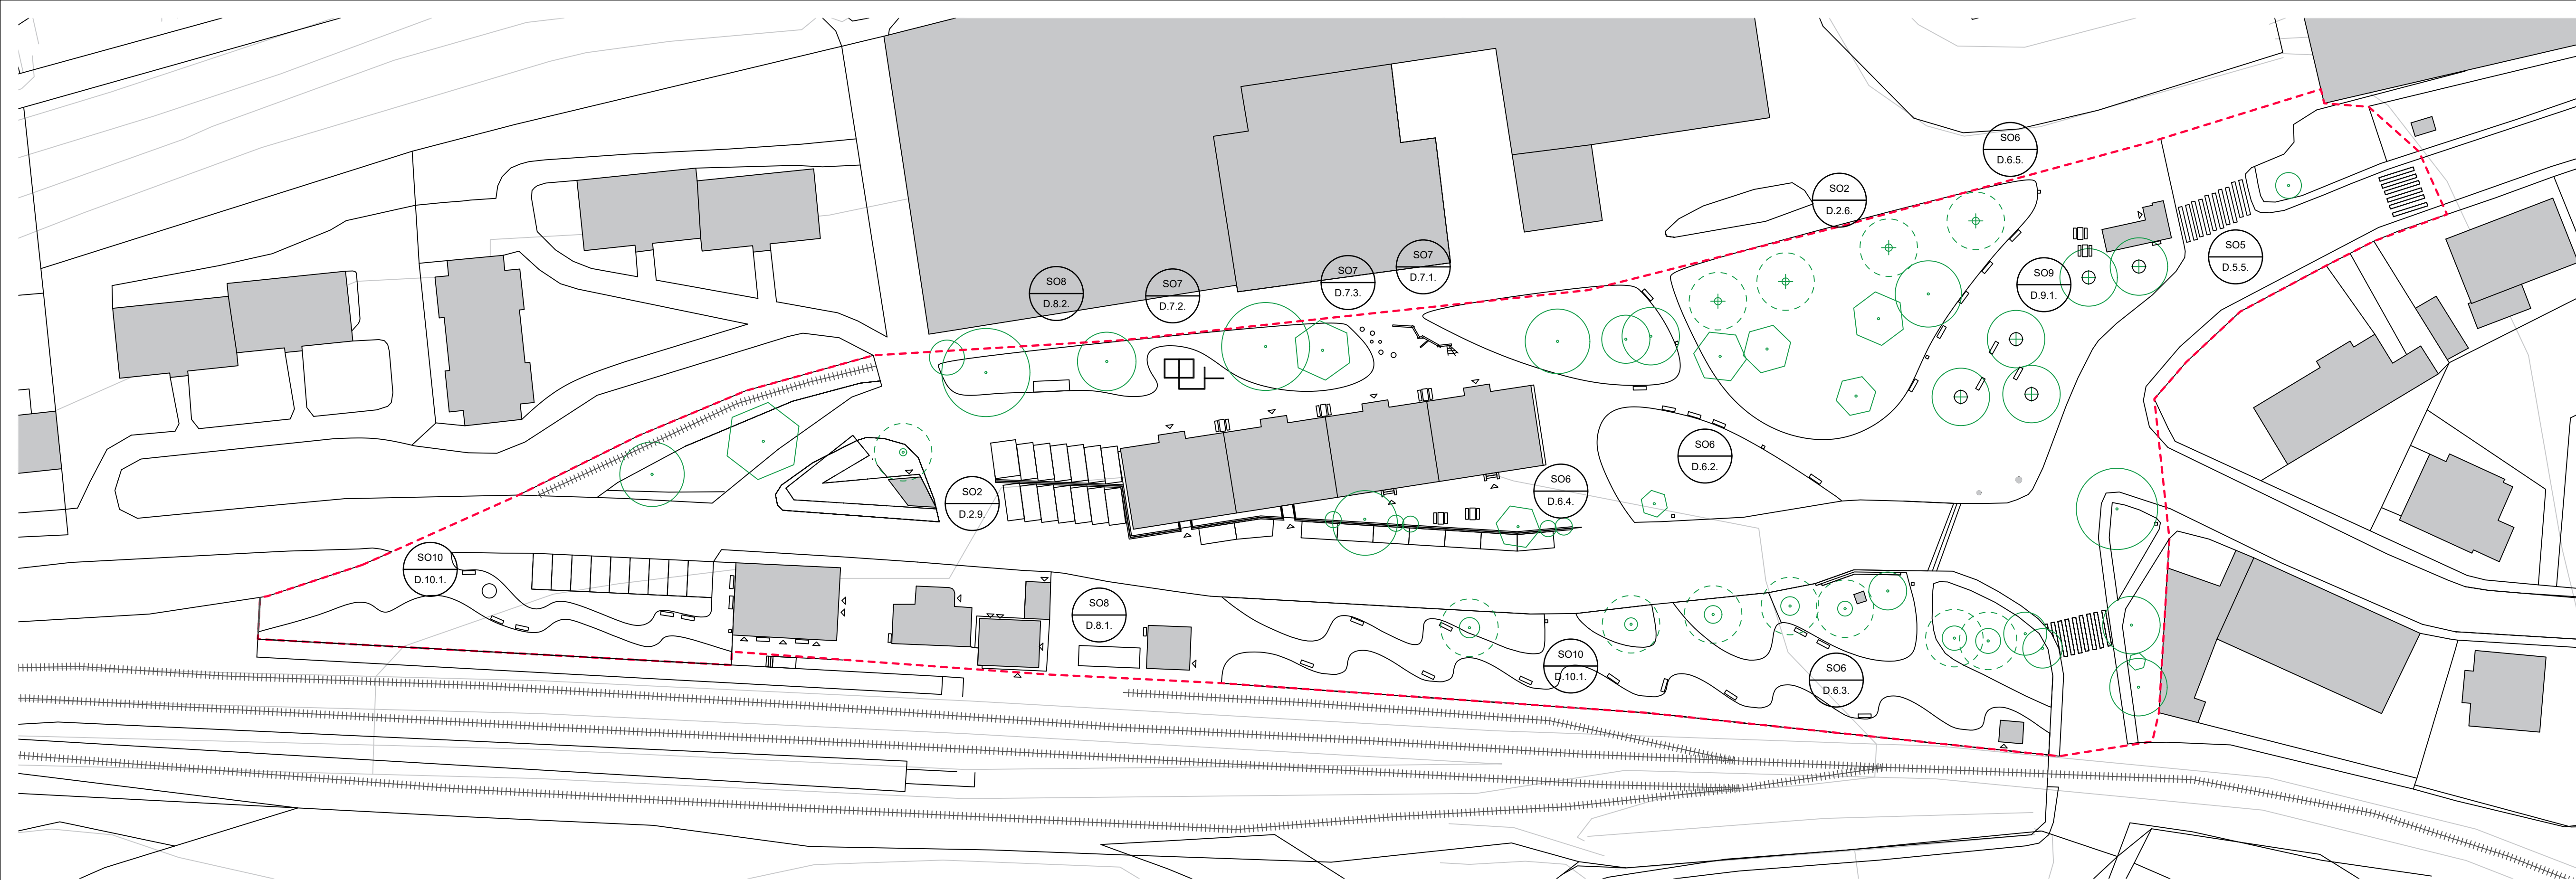 SO6
D.6.5.
SO2
D.2.6.
SO5
D.5.5.
SO7
D.7.1.
SO7
D.7.3.
SO9
D.9.1.
SO8
D.8.2.
SO7
D.7.2.
SO6
D.6.2.
SO6
D.6.4.
SO2
D.2.9.
SO10
D.10.1.
SO8
D.8.1.
SO10
D.10.1.
SO6
D.6.3.